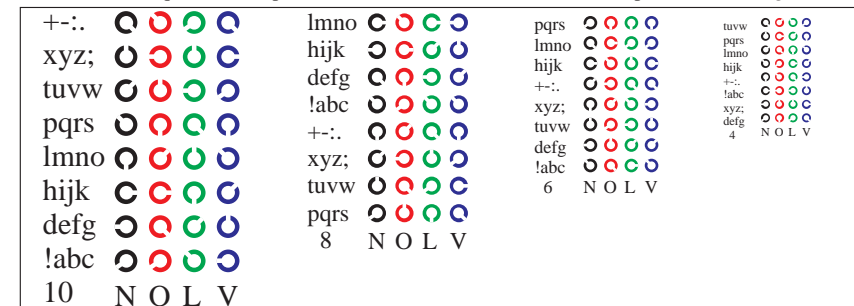 +-:.
xyz;
tuvw
pqrs
lmno
hijk
defg
!abc
10 N O L V
lmno
hijk
defg
!abc
+-:.
xyz;
tuvw
pqrs
8 N O L V
pqrs
lmno
hijk
+-:.
xyz;
tuvw
defg
!abc
6 N O L V
tuvw
pqrs
lmno
hijk
+-:.
!abc
xyz;
defg
4 N O L V